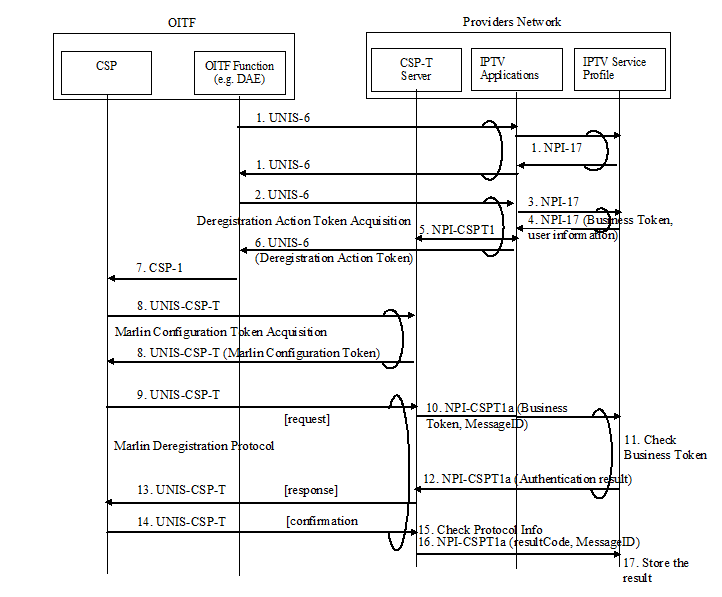 OITF
Providers Network
CSP
OITF Function
(e.g. DAE)
CSP-T
Server
IPTV
Applications
IPTV Service
Profile
1. UNIS-6
1. NPI-17
1. UNIS-6
2. UNIS-6
3. NPI-17
Deregistration Action Token Acquisition
4. NPI-17 (Business Token,
user information)
5. NPI-CSPT1
6. UNIS-6
(Deregistration Action Token)
7. CSP-1
8. UNIS-CSP-T
Marlin Configuration Token Acquisition
8. UNIS-CSP-T (Marlin Configuration Token)
9. UNIS-CSP-T
[request]
10. NPI-CSPT1a (Business
Token, MessageID)
Marlin Deregistration Protocol
11. Check
Business Token
12. NPI-CSPT1a (Authentication result)
13. UNIS-CSP-T
[response]
14. UNIS-CSP-T
[confirmation
15. Check Protocol Info
16. NPI-CSPT1a (resultCode, MessageID)
17. Store the
result